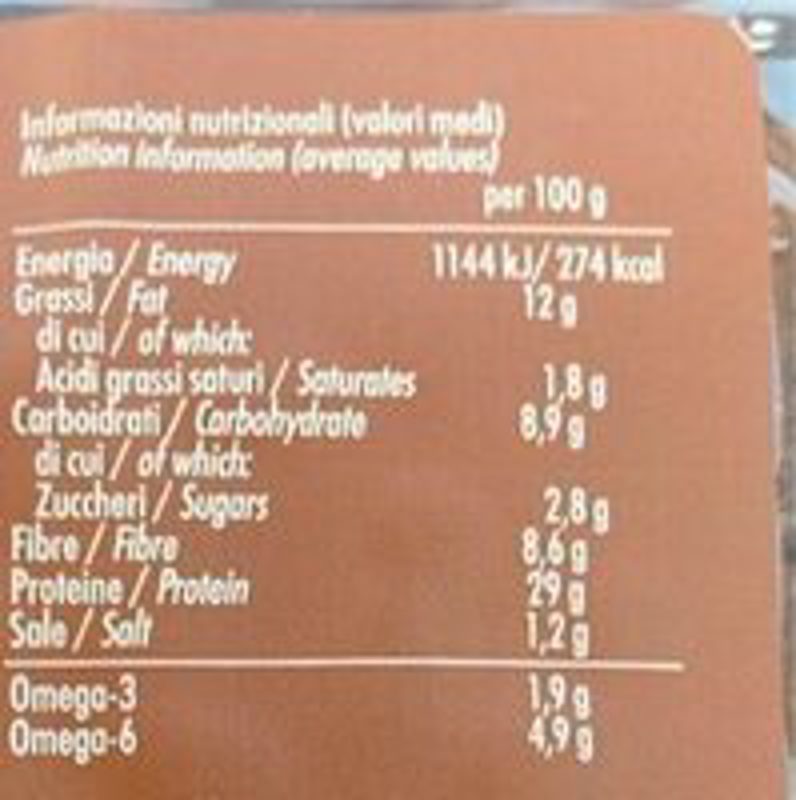 Informazioni nutrizionali (valori medi)
Nutrition Information (average values)
per 100 g
Energia / Energy 1144 kJ/ 274 kcal
Grassi / Fat 12 g
di cui / of which:
Acidi grassi saturi / Saturates 1,8 g
Carboidrati / Carbohydrate 8,9 g
di cui / of which:
Zuccheri / Sugars 2,8 g
Fibre / Fibre 8,6 g
Proteine / Protein 29 g
Sale / Salt 1,2 g
Omega-3 1,9 g
Omega-6 4,9 g